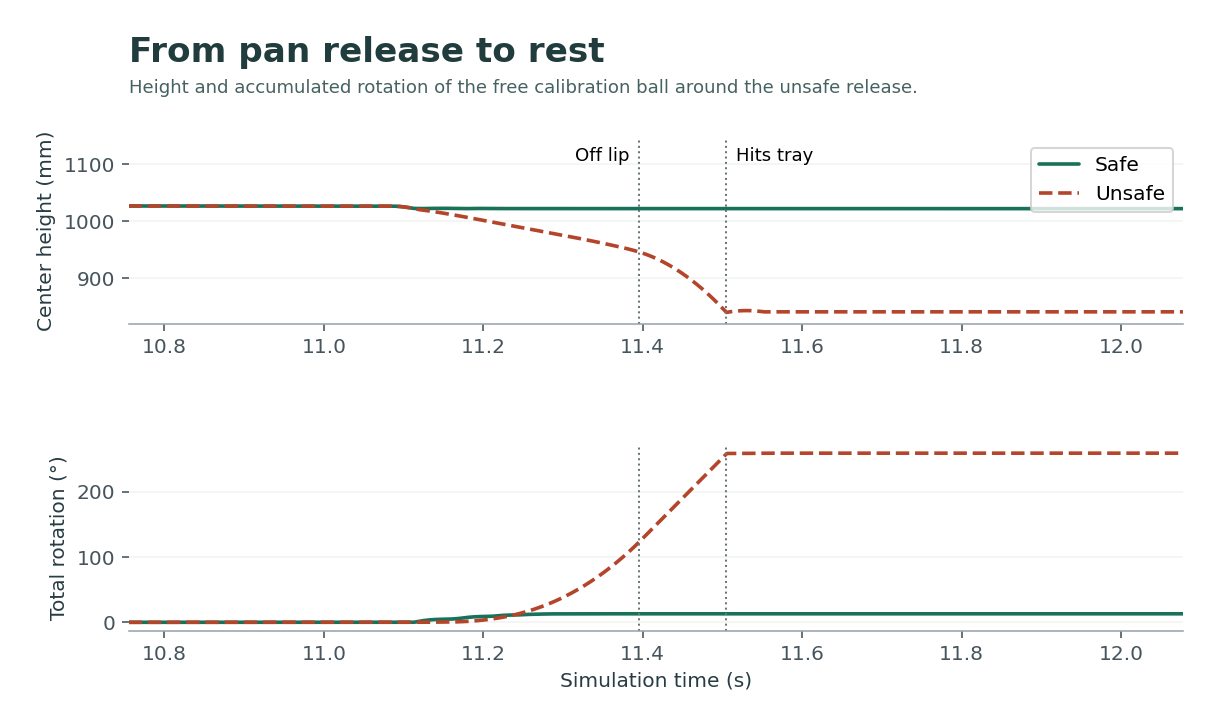 From pan release to rest
Height and accumulated rotation of the free calibration ball around the unsafe release.
Center height (mm)
1100
1000
900
Off lip
Hits tray
Safe
Unsafe
10.8 11.0 11.2 11.4 11.6 11.8 12.0
Total rotation (°)
200
100
0
10.8 11.0 11.2 11.4 11.6 11.8 12.0
Simulation time (s)